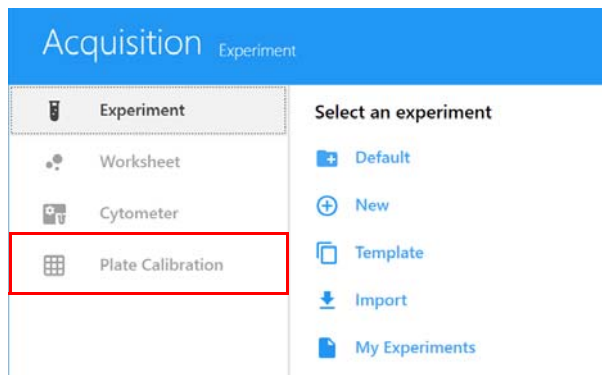 Acquisition Experiment
Experiment
Worksheet
Cytometer
Plate Calibration
Select an experiment
Default
New
Template
Import
My Experiments